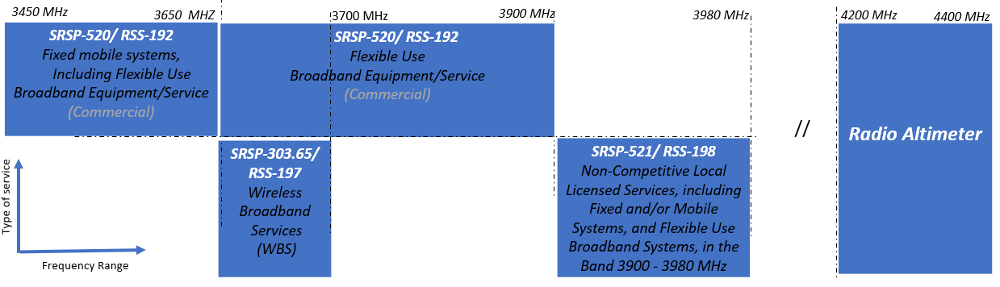 3450 MHz
3650 MHZ
3700 MHz
3900 MHz
3980 MHz
4200 MHz
4400 MHz
SRSP-520/ RSS-192
Fixed mobile systems,
Including Flexible Use
Broadband Equipment/Service
(Commercial)
SRSP-520/ RSS-192
Flexible Use
Broadband Equipment/Service
(Commercial)
//
Radio Altimeter
SRSP-303.65/
RSS-197
Wireless
Broadband
Services
(WBS)
SRSP-521/ RSS-198
Non-Competitive Local
Licensed Services, including
Fixed and/or Mobile
Systems, and Flexible Use
Broadband Systems, in the
Band 3900 - 3980 MHz
Type of service
Frequency Range